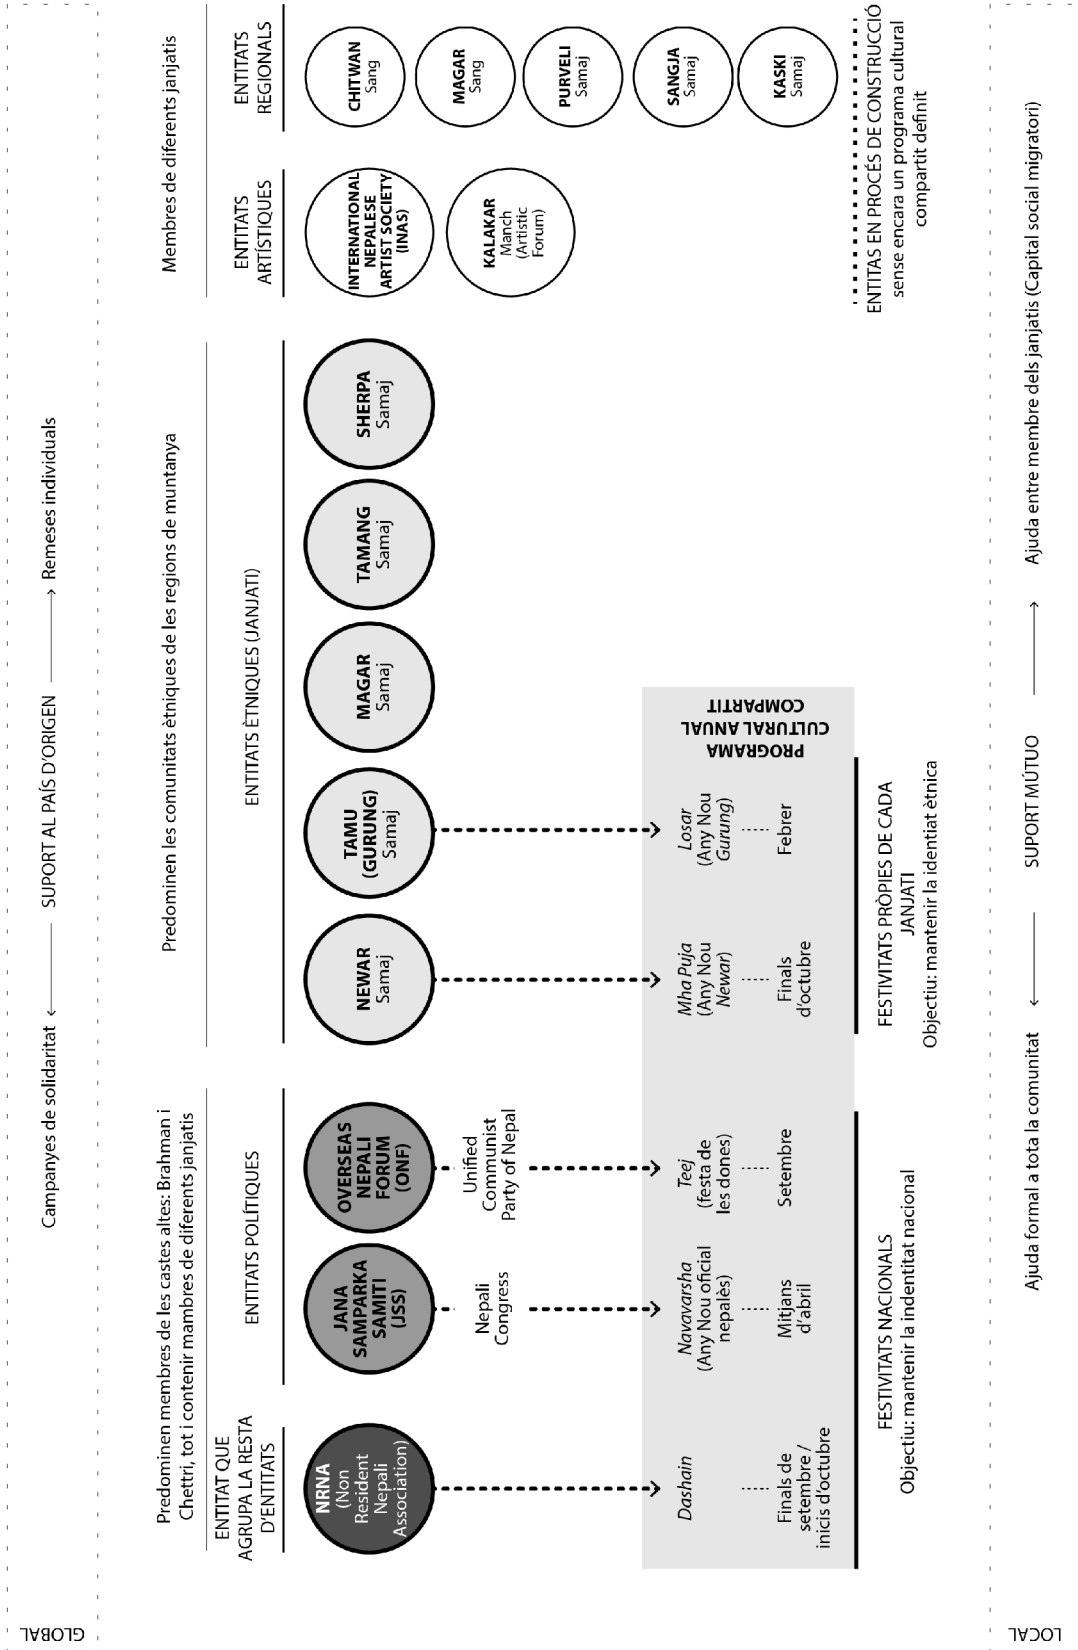 GLOBAL
Campanyes de solidaritat
SUPORT AL PAÍS D'ORIGEN
Remeses individuals
Predominen membres de les castes altes: Brahman i
Chettri, tot i contenir mambres de diferents janjatis
Predominen les comunitats ètniques de les regions de muntanya
Membres de diferents janjatis
ENTITAT QUE
AGRUPA LA RESTA
D'ENTITATS
ENTITATS POLÍTIQUES
ENTITATS ÈTNIQUES (JANJATI)
ENTITATS
ARTÍSTIQUES
ENTITATS
REGIONALS
NRNA
(Non
Resident
Nepali
Association)
JANA
SAMPARKA
SAMITI
(JSS)
OVERSEAS
NEPALI
FORUM
(ONF)
NEWAR
Samaj
TAMU
(GURUNG)
Samaj
MAGAR
Samaj
TAMANG
Samaj
SHERPA
Samaj
INTERNATIONAL
NEPALESE
ARTIST SOCIETY
(INAS)
KALAKAR
Manch
(Artistic
Forum)
CHITWAN
Sang
MAGAR
Sang
PURVELI
Samaj
SANGJA
Samaj
KASKI
Samaj
Nepali
Congress
Unified
Communist
Party of Nepal
Dashain
Finals de
setembre /
inicis d'octubre
Navavarsha
(Any Nou oficial
nepalès)
Mitjans
d'abril
Teej
(festa de
les dones)
Setembre
Mha Puja
(Any Nou
Newar)
Finals
d'octubre
Losar
(Any Nou
Gurung)
Febrer
PROGRAMA
CULTURAL ANUAL
COMPARTIT
FESTIVITATS NACIONALS
Objectiu: mantenir la indentitat nacional
FESTIVITATS PRÒPIES DE CADA
JANJATI
Objectiu: mantenir la identiat ètnica
ENTITAS EN PROCÉS DE CONSTRUCCIÓ
sense encara un programa cultural
compartit definit
LOCAL
Ajuda formal a tota la comunitat
SUPORT MÚTUO
Ajuda entre membre dels janjatis (Capital social migratori)